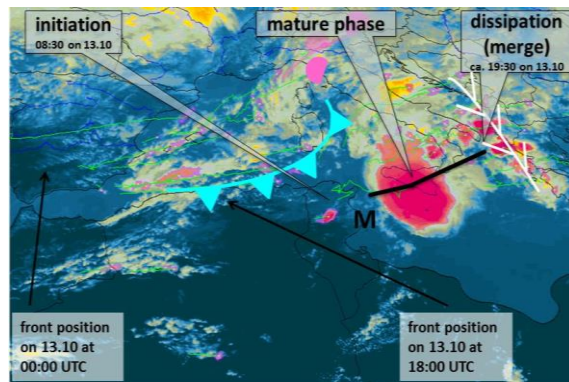 initiation
08:30 on 13.10
mature phase
dissipation
(merge)
ca. 19:30 on 13.10
M
front position
on 13.10 at
00:00 UTC
front position
on 13.10 at
18:00 UTC